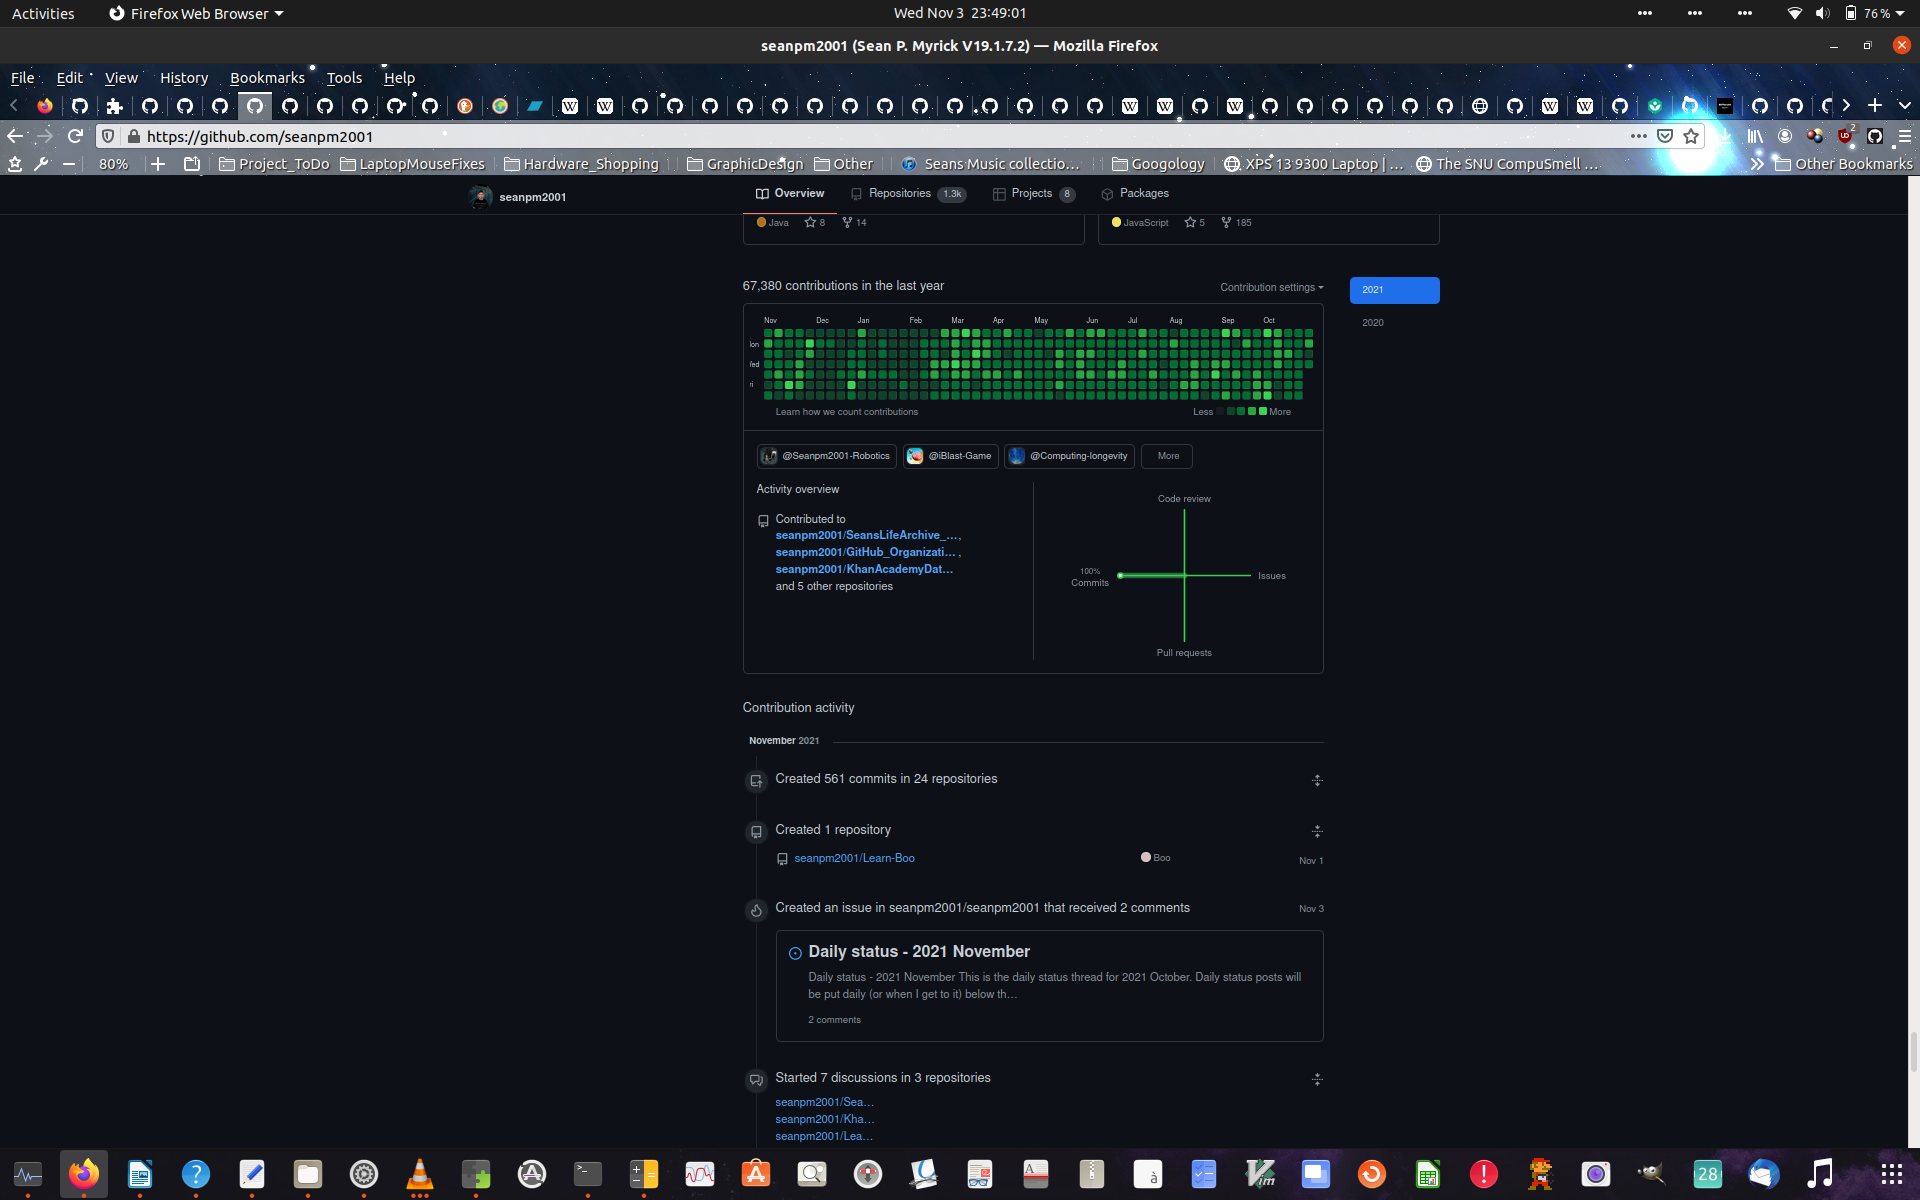 Activities Firefox Web Browser Wed Nov 3 23:49:01 76 %
seanpm2001 (Sean P. Myrick V19.1.7.2) — Mozilla Firefox
File Edit View History Bookmarks Tools Help
https://github.com/seanpm2001 2
80% Project_ToDo LaptopMouseFixes Hardware_Shopping GraphicDesign Other Seans Music collectio… Googology XPS 13 9300 Laptop | … The SNU CompuSmell … Other Bookmarks
seanpm2001 Overview Repositories 1.3k Projects 8 Packages
Java 8 14 JavaScript 5 185
67,380 contributions in the last year Contribution settings 2021
2020
Nov Dec Jan Feb Mar Apr May Jun Jul Aug Sep Oct
lon
Learn how we count contributions Less More
@Seanpm2001-Robotics @iBlast-Game @Computing-longevity More
Activity overview
Contributed to
seanpm2001/SeansLifeArchive_… ,
seanpm2001/GitHub_Organizati… ,
seanpm2001/KhanAcademyDat…
and 5 other repositories
Code review
100%
Commits
Issues
Pull requests
Contribution activity
November 2021
Created 561 commits in 24 repositories
Created 1 repository
seanpm2001/Learn-Boo Boo Nov 1
Created an issue in seanpm2001/seanpm2001 that received 2 comments Nov 3
Daily status - 2021 November
Daily status - 2021 November This is the daily status thread for 2021 October. Daily status posts will
be put daily (or when I get to it) below th…
2 comments
Started 7 discussions in 3 repositories
seanpm2001/Sea…
seanpm2001/Kha…
seanpm2001/Lea…
28